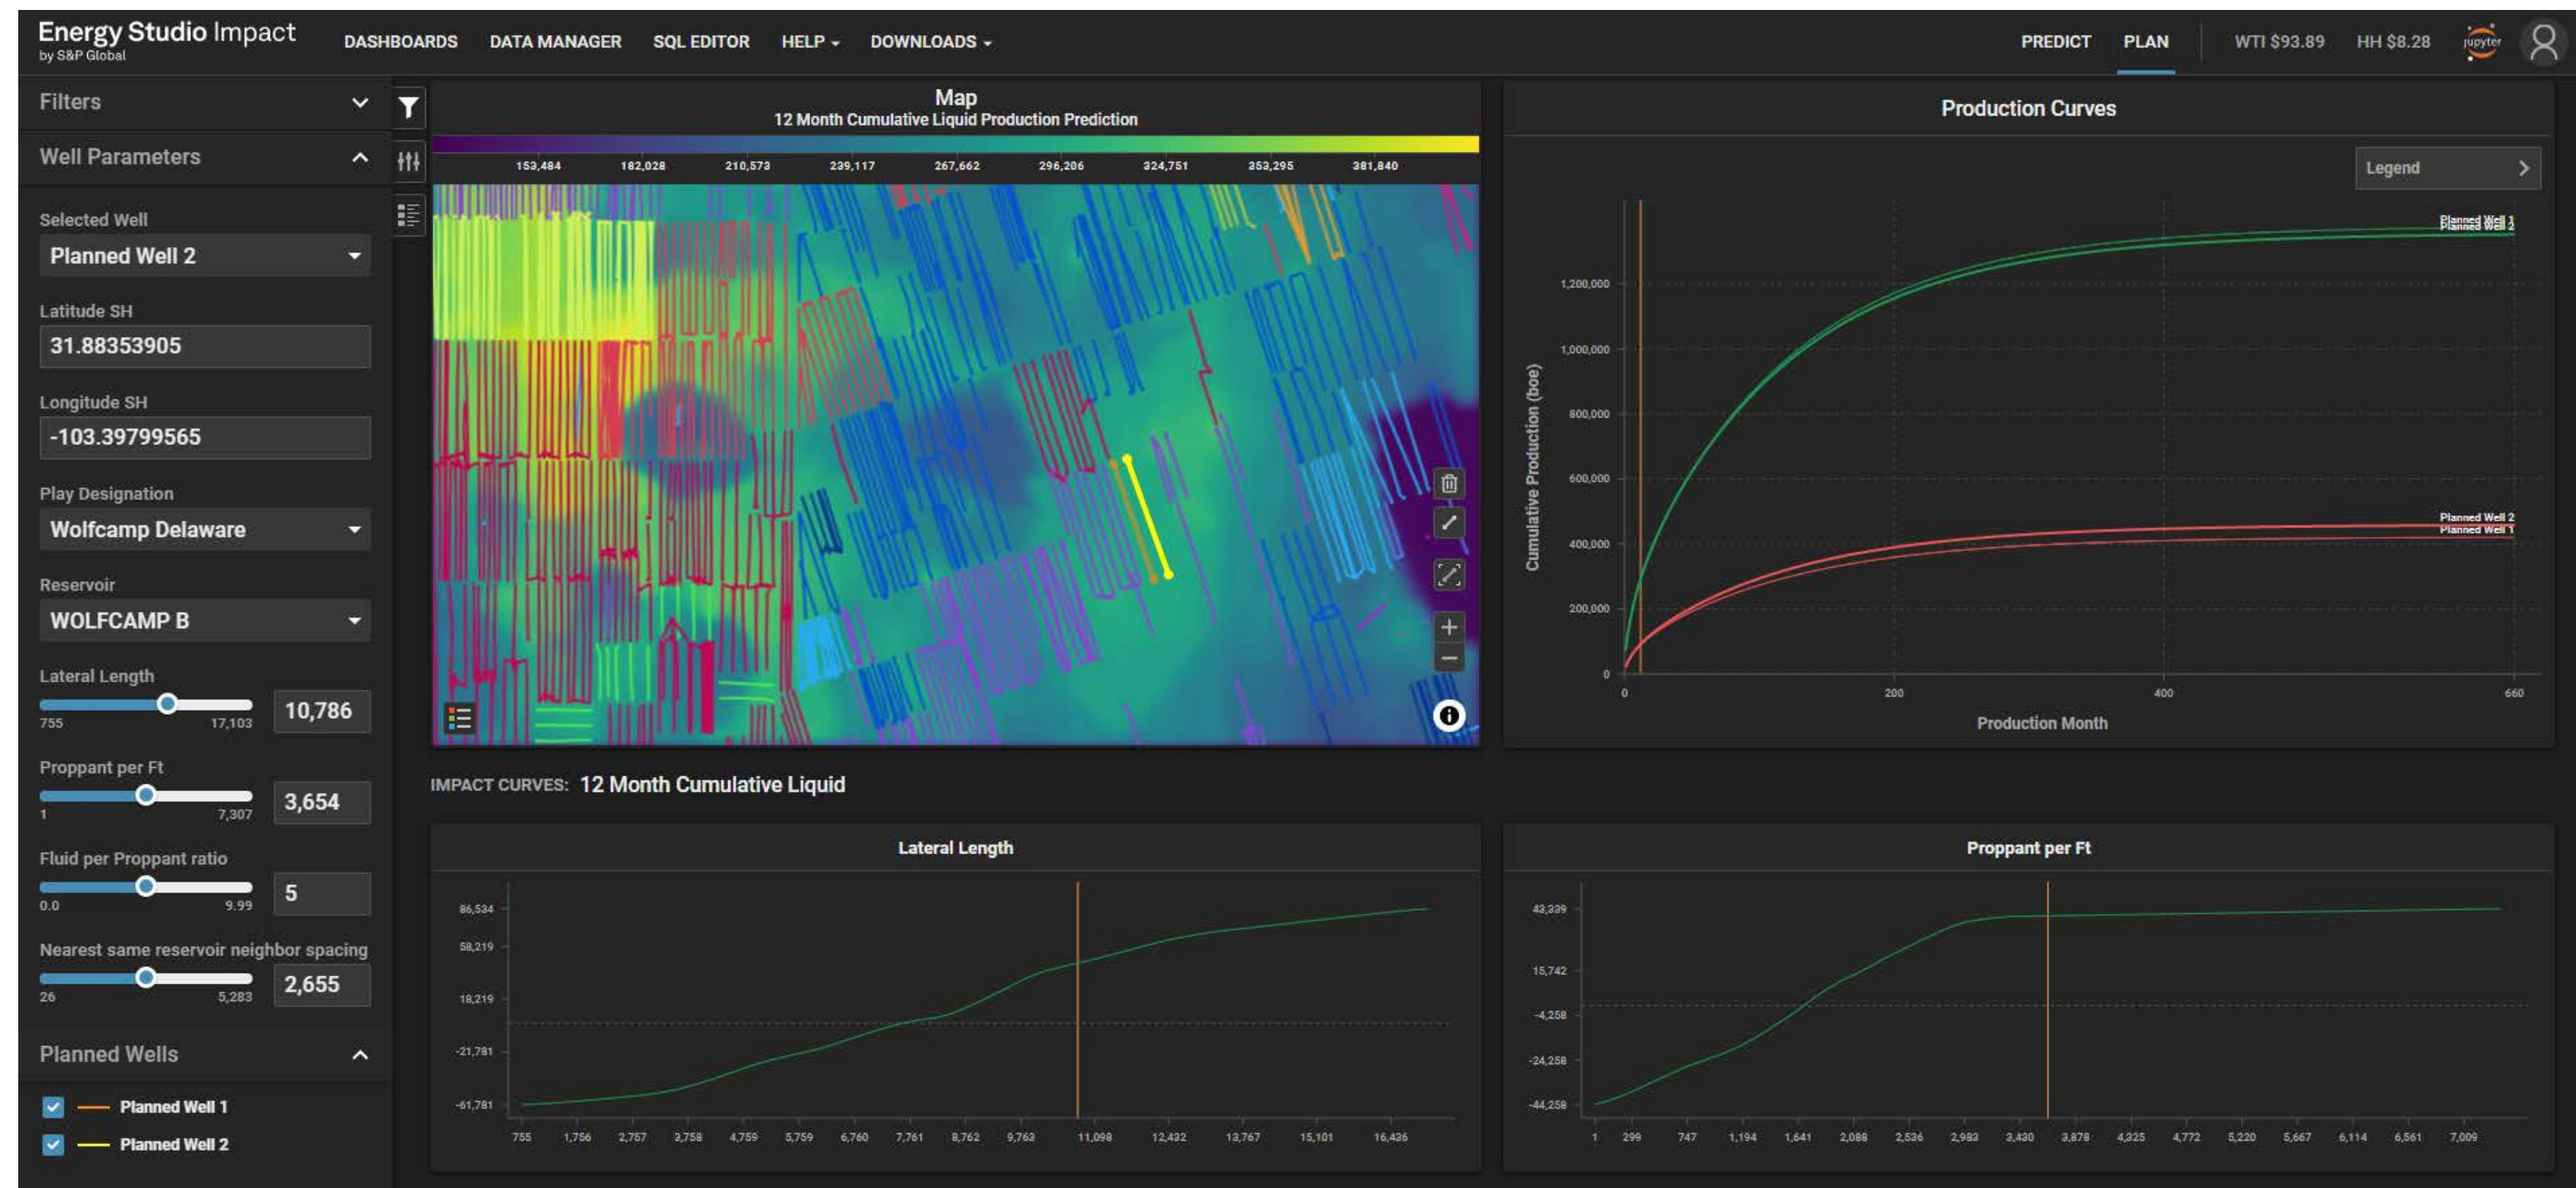 Energy Studio Impact
by S&P Global
DASHBOARDS DATA MANAGER SQL EDITOR HELP DOWNLOADS
PREDICT PLAN WTI $93.89 HH $8.28 jupyter
Filters
Well Parameters
Selected Well
Planned Well 2
Latitude SH
31.88353905
Longitude SH
-103.39799565
Play Designation
Wolfcamp Delaware
Reservoir
WOLFCAMP B
Lateral Length
10,786
755 17,103
Proppant per Ft
3,654
1 7,307
Fluid per Proppant ratio
5
0.0 9.99
Nearest same reservoir neighbor spacing
2,655
26 5,283
Planned Wells
Planned Well 1
Planned Well 2
Map
12 Month Cumulative Liquid Production Prediction
153,484 182,028 210,573 239,117 267,662 296,206 324,751 353,295 381,840
Production Curves
Legend
Planned Well 1
Planned Well 2
1,200,000
1,000,000
800,000
600,000
400,000
200,000
0
Cumulative Production (boe)
Planned Well 2
Planned Well 1
0 200 400 660
Production Month
IMPACT CURVES: 12 Month Cumulative Liquid
Lateral Length
86,534
58,219
18,219
-21,781
-61,781
755 1,756 2,757 3,758 4,759 5,759 6,760 7,761 8,762 9,763 11,098 12,432 13,767 15,101 16,436
Proppant per Ft
43,339
15,742
-4,258
-24,258
-44,258
1 299 747 1,194 1,641 2,088 2,536 2,983 3,430 3,878 4,325 4,772 5,220 5,667 6,114 6,561 7,009